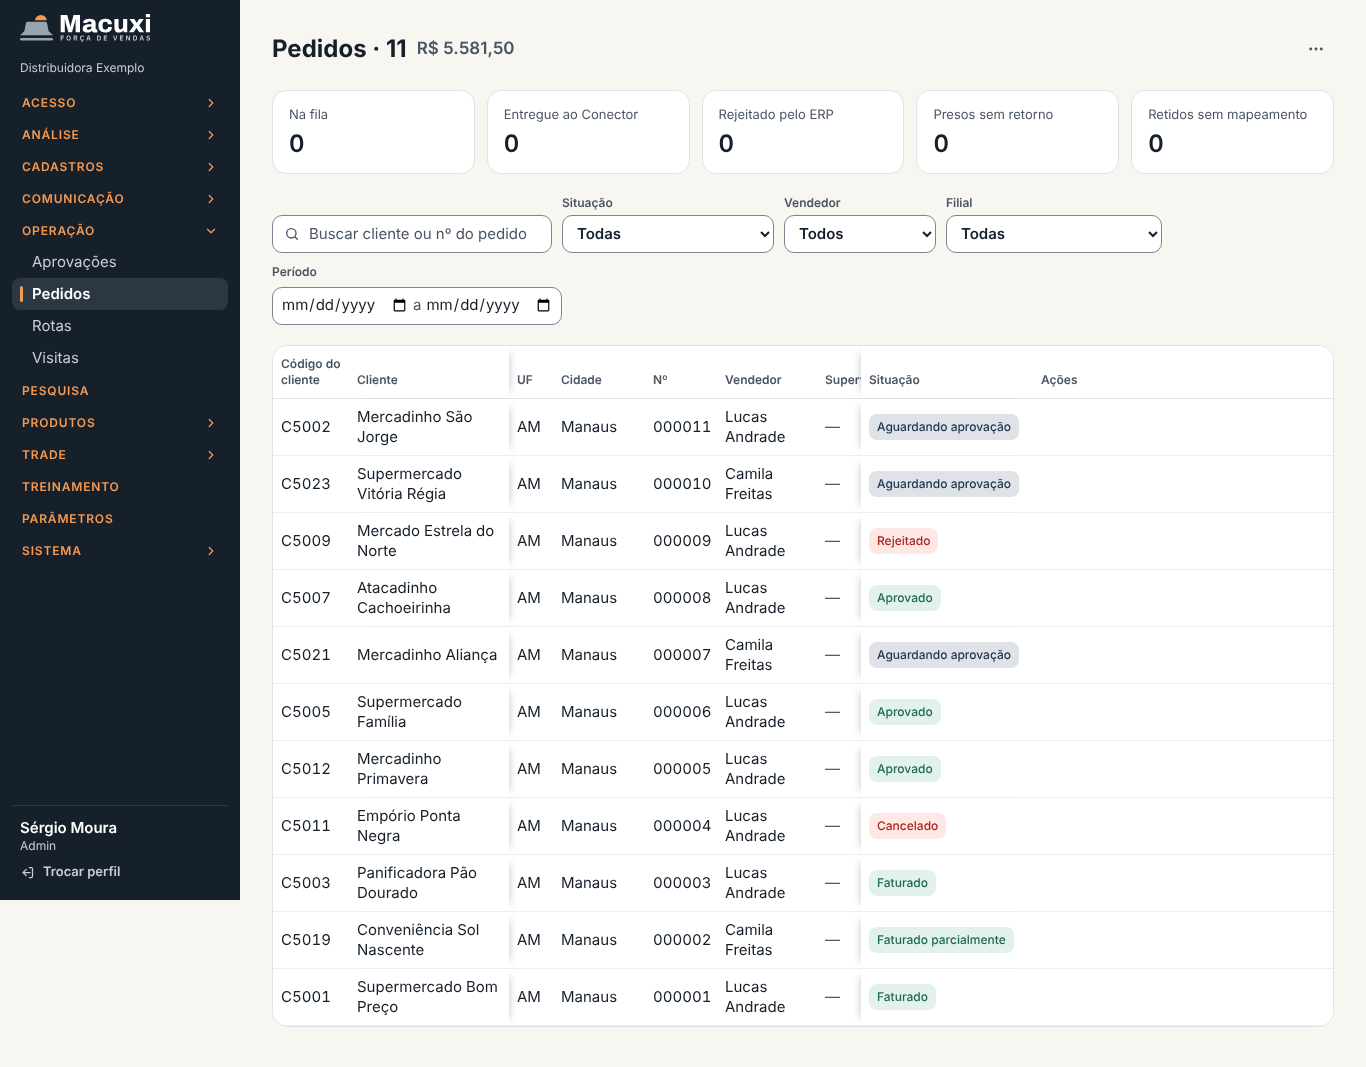 Macuxi
FORÇA DE VENDAS
Distribuidora Exemplo
ACESSO
ANÁLISE
CADASTROS
COMUNICAÇÃO
OPERAÇÃO
Aprovações
Pedidos
Rotas
Visitas
PESQUISA
PRODUTOS
TRADE
TREINAMENTO
PARÂMETROS
SISTEMA
Sérgio Moura
Admin
Trocar perfil
Pedidos · 11 R$ 5.581,50
Na fila
0
Entregue ao Conector
0
Rejeitado pelo ERP
0
Presos sem retorno
0
Retidos sem mapeamento
0
Buscar cliente ou nº do pedido
Situação
Todas
Vendedor
Todos
Filial
Todas
Período
mm/dd/yyyy a mm/dd/yyyy
Código do cliente Cliente UF Cidade Nº Vendedor Super Situação Ações
C5002 Mercadinho São Jorge AM Manaus 000011 Lucas Andrade — Aguardando aprovação
C5023 Supermercado Vitória Régia AM Manaus 000010 Camila Freitas — Aguardando aprovação
C5009 Mercado Estrela do Norte AM Manaus 000009 Lucas Andrade — Rejeitado
C5007 Atacadinho Cachoeirinha AM Manaus 000008 Lucas Andrade — Aprovado
C5021 Mercadinho Aliança AM Manaus 000007 Camila Freitas — Aguardando aprovação
C5005 Supermercado Família AM Manaus 000006 Lucas Andrade — Aprovado
C5012 Mercadinho Primavera AM Manaus 000005 Lucas Andrade — Aprovado
C5011 Empório Ponta Negra AM Manaus 000004 Lucas Andrade — Cancelado
C5003 Panificadora Pão Dourado AM Manaus 000003 Lucas Andrade — Faturado
C5019 Conveniência Sol Nascente AM Manaus 000002 Camila Freitas — Faturado parcialmente
C5001 Supermercado Bom Preço AM Manaus 000001 Lucas Andrade — Faturado